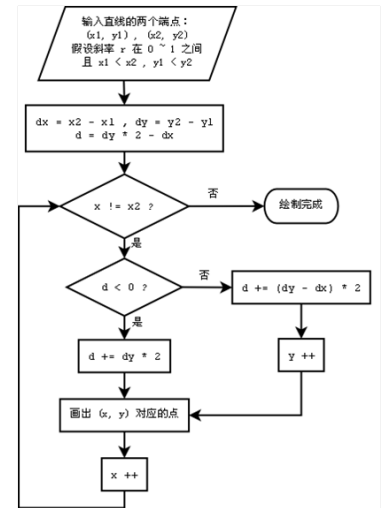 输入直线的两个端点：
(x1, y1) , (x2, y2)
假设斜率 r 在 0 ~ 1 之间
且 x1 < x2 , y1 < y2
dx = x2 - x1 , dy = y2 - y1
d = dy * 2 - dx
x != x2 ?
否
绘制完成
是
d < 0 ?
否
d += (dy - dx) * 2
是
d += dy * 2
y ++
画出 (x, y) 对应的点
x ++